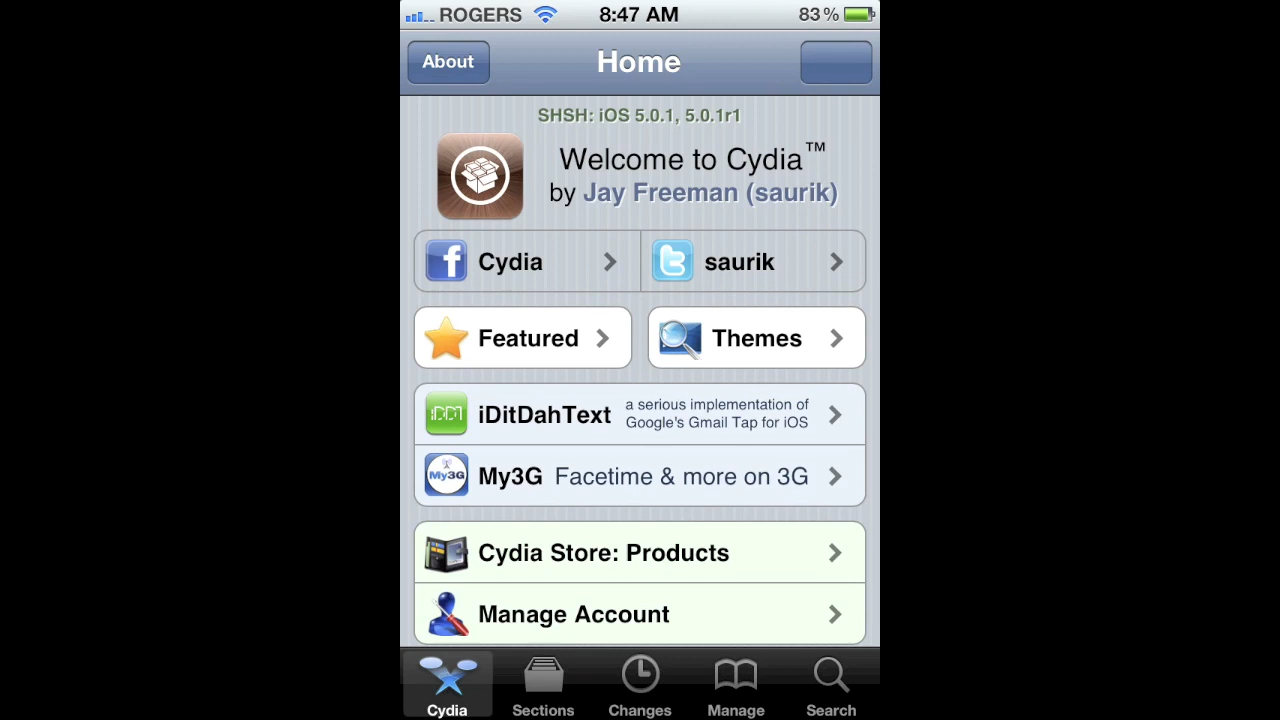 ROGERS 8:47 AM 83%
About Home
SHSH: iOS 5.0.1, 5.0.1r1
Welcome to Cydia™
by Jay Freeman (saurik)
f Cydia t saurik
Featured Themes
iDDT iDitDahText a serious implementation of
Google's Gmail Tap for iOS
My3G My3G Facetime & more on 3G
Cydia Store: Products
Manage Account
Cydia Sections Changes Manage Search